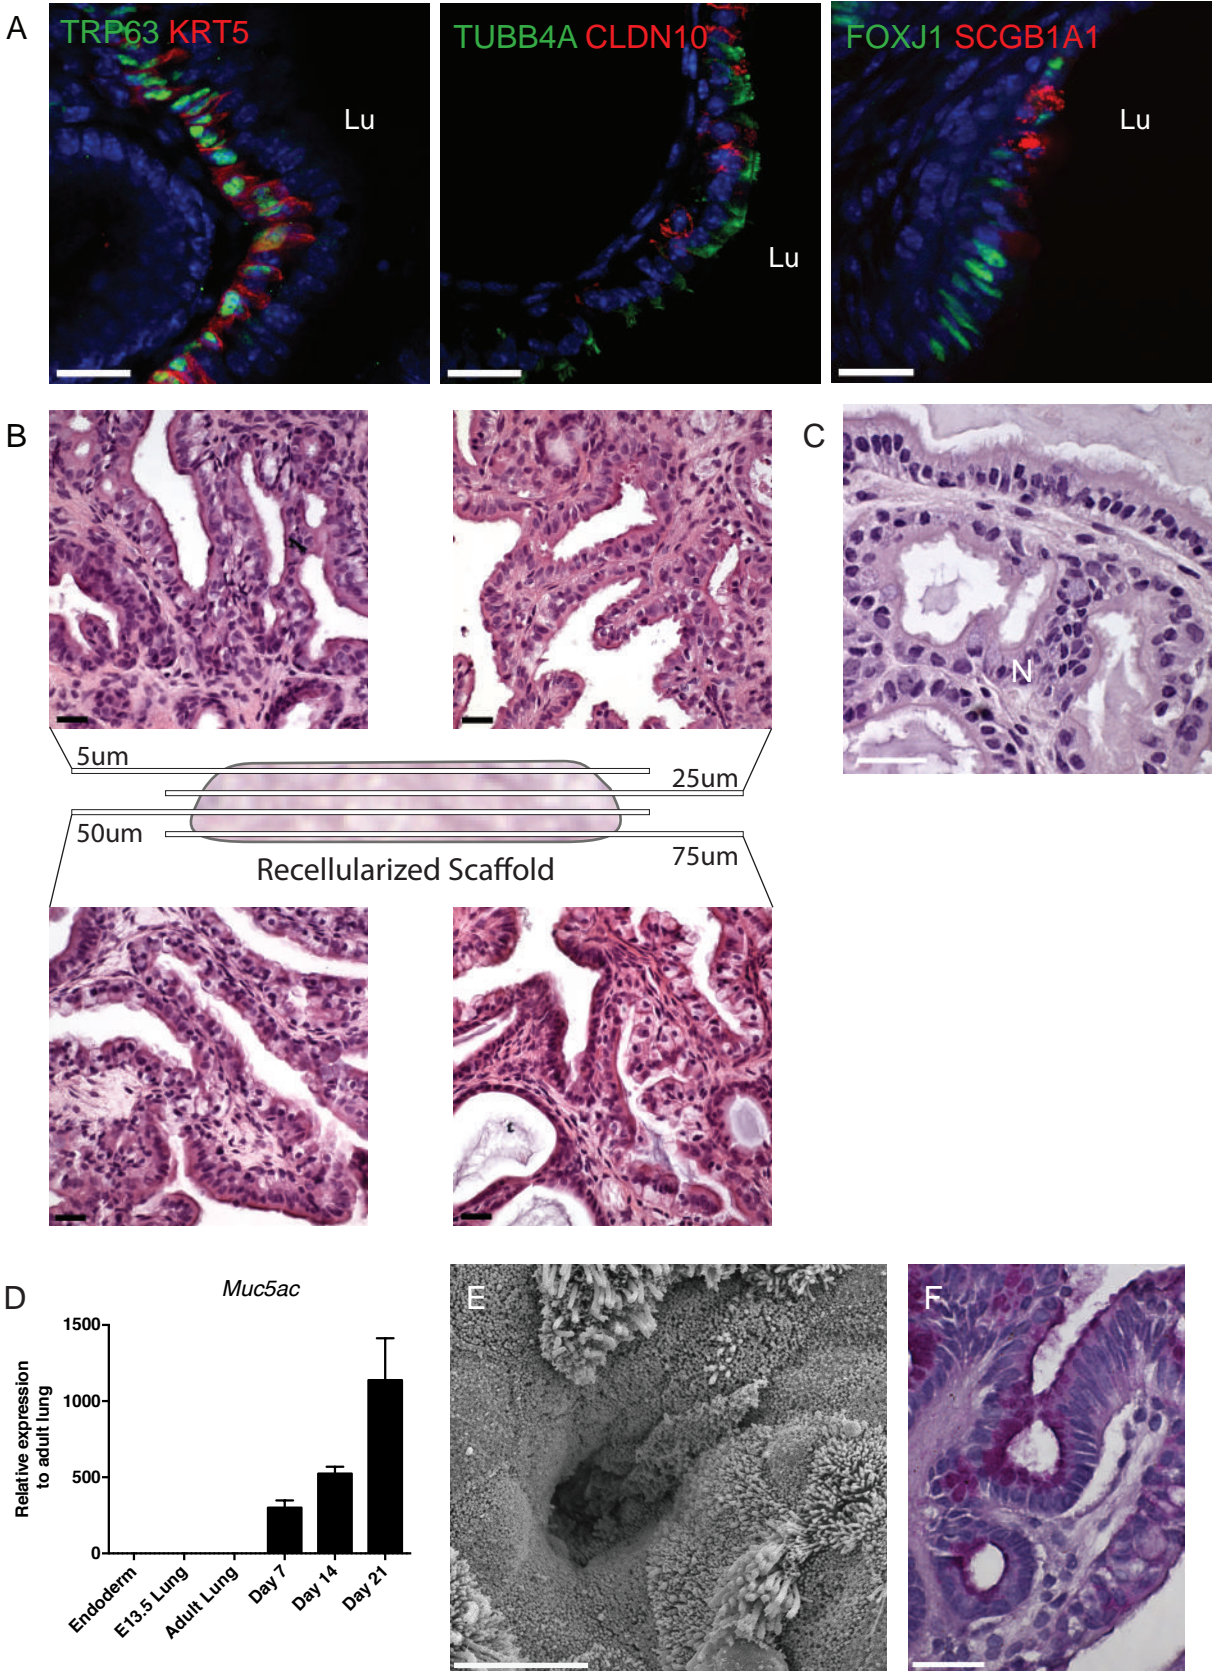 A
TRP63 KRT5
Lu
TUBB4A CLDN10
Lu
FOXJ1 SCGB1A1
Lu
B
C
N
5um
25um
50um
75um
Recellularized Scaffold
D
Muc5ac
Relative expression
to adult lung
1500
1000
500
0
Endoderm
E13.5 Lung
Adult Lung
Day 7
Day 14
Day 21
E
F